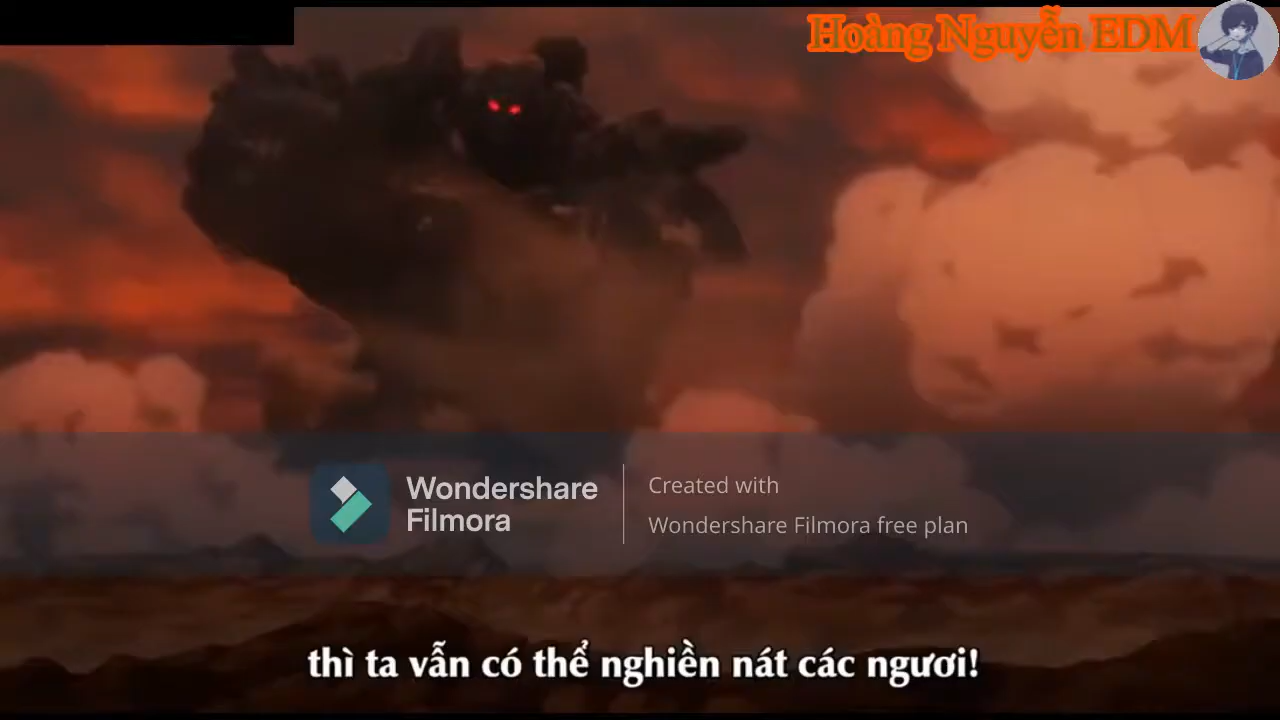 Hoàng Nguyễn EDM
Wondershare
Filmora
Created with
Wondershare Filmora free plan
thì ta vẫn có thể nghiền nát các ngươi!